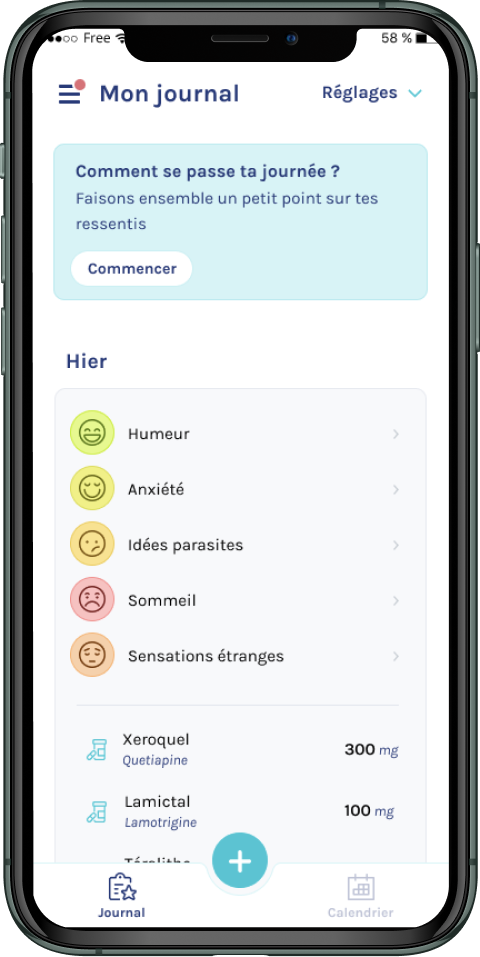 Free 58 %
Mon journal Réglages
Comment se passe ta journée ?
Faisons ensemble un petit point sur tes
ressentis
Commencer
Hier
Humeur
Anxiété
Idées parasites
Sommeil
Sensations étranges
Xeroquel
Quetiapine
300 mg
Lamictal
Lamotrigine
100 mg
Journal
Calendrier